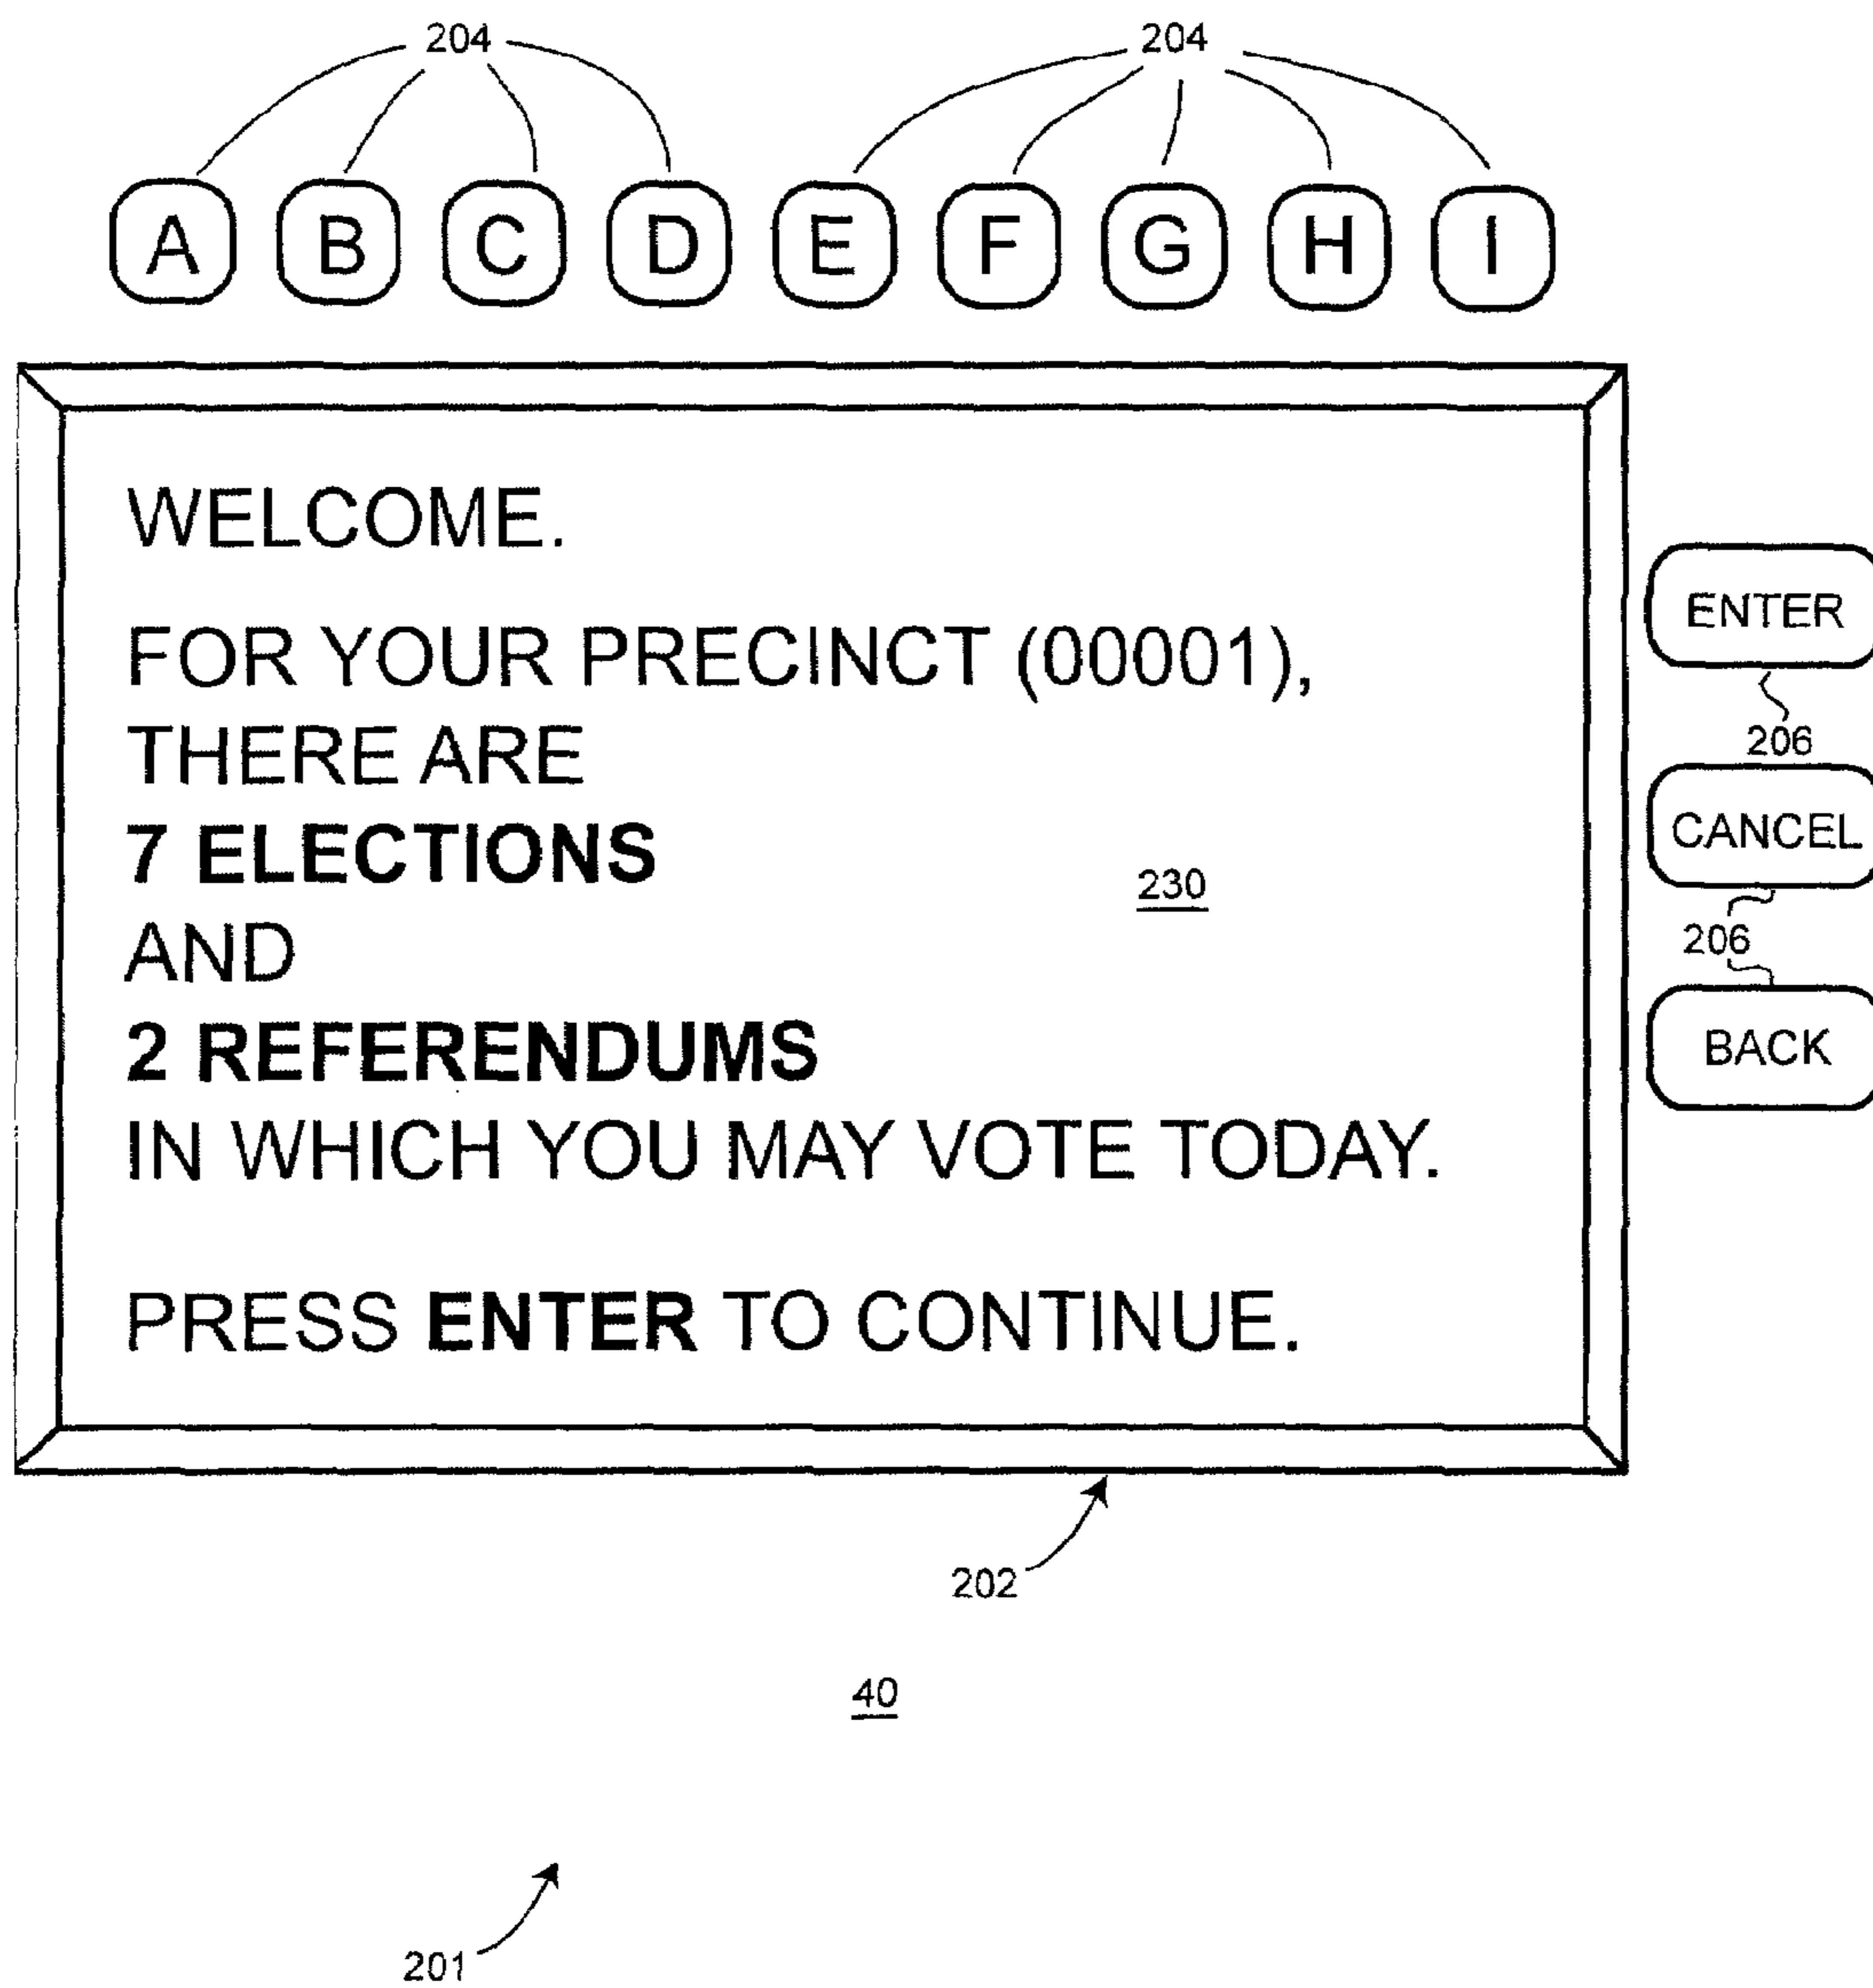 204 204
A B C D E F G H I
WELCOME.
FOR YOUR PRECINCT (00001),
THERE ARE
7 ELECTIONS
AND
2 REFERENDUMS
IN WHICH YOU MAY VOTE TODAY.
PRESS ENTER TO CONTINUE.
230
ENTER
206
CANCEL
206
BACK
202
40
201